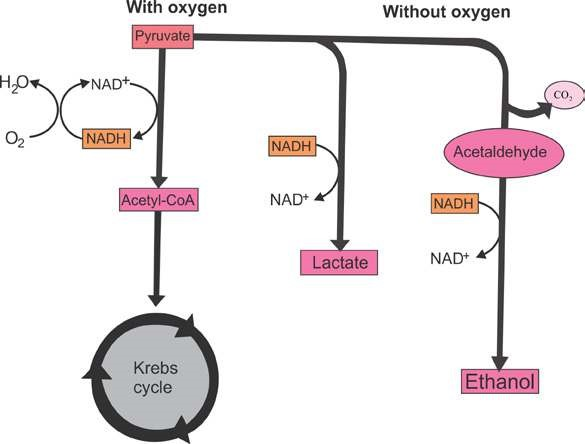 With oxygen
Without oxygen
Pyruvate
H₂O
NAD+
CO₂
O₂
NADH
NADH
Acetaldehyde
Acetyl-CoA
NAD+
NADH
Lactate
NAD+
Krebs
cycle
Ethanol